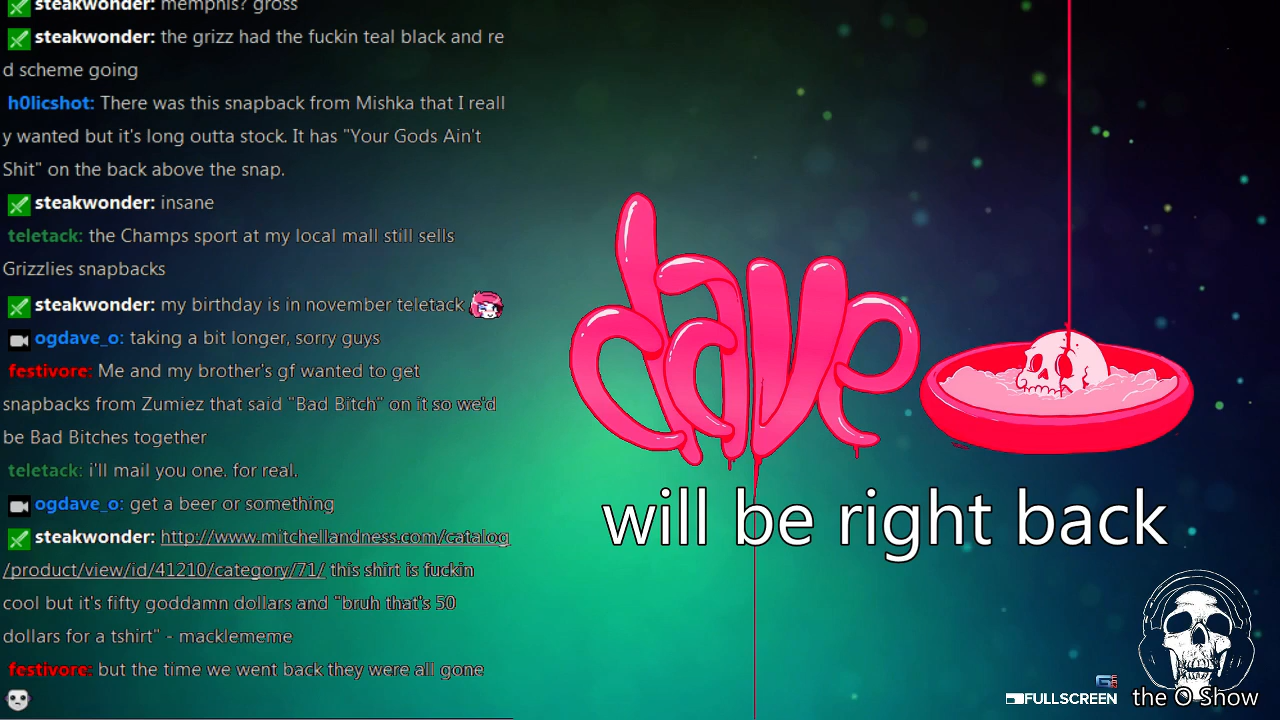 steakwonder: memphis? gross
steakwonder: the grizz had the fuckin teal black and re
d scheme going
h0licshot: There was this snapback from Mishka that I reall
y wanted but it's long outta stock. It has "Your Gods Ain't
Shit" on the back above the snap.
steakwonder: insane
teletack: the Champs sport at my local mall still sells
Grizzlies snapbacks
steakwonder: my birthday is in november teletack
ogdave_o: taking a bit longer, sorry guys
festivore: Me and my brother's gf wanted to get
snapbacks from Zumiez that said "Bad Bitch" on it so we'd
be Bad Bitches together
teletack: i'll mail you one. for real.
ogdave_o: get a beer or something
steakwonder: http://www.mitchellandness.com/catalog
/product/view/id/41210/category/71/ this shirt is fuckin
cool but it's fifty goddamn dollars and "bruh that's 50
dollars for a tshirt" - macklememe
festivore: but the time we went back they were all gone
dave
will be right back
FULLSCREEN
the O Show